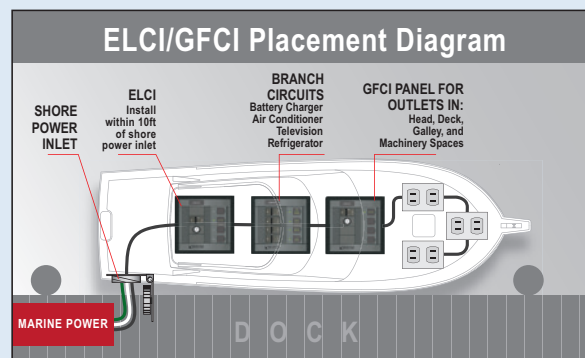 ELCI/GFCI Placement Diagram
SHORE
POWER
INLET
ELCI
Install
within 10ft
of shore
power inlet
BRANCH
CIRCUITS
Battery Charger
Air Conditioner
Television
Refrigerator
GFCI PANEL FOR
OUTLETS IN:
Head, Deck,
Galley, and
Machinery Spaces
MARINE POWER
DOCK